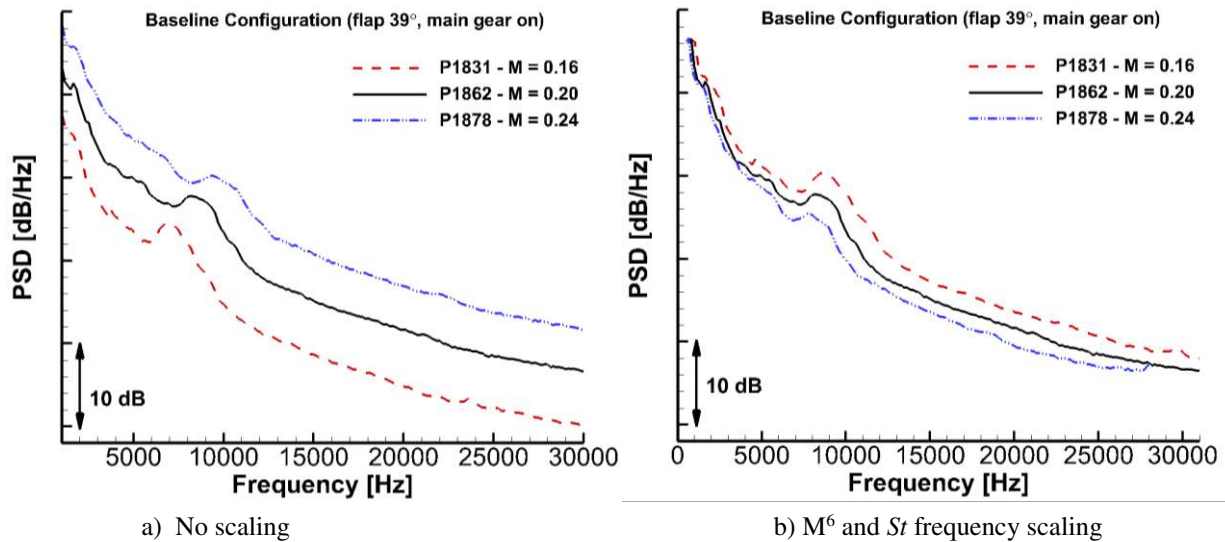 Baseline Configuration (flap 39°, main gear on)
P1831 - M = 0.16
P1862 - M = 0.20
P1878 - M = 0.24
PSD [dB/Hz]
10 dB
5000 10000 15000 20000 25000 30000
Frequency [Hz]
a) No scaling
Baseline Configuration (flap 39°, main gear on)
P1831 - M = 0.16
P1862 - M = 0.20
P1878 - M = 0.24
PSD [dB/Hz]
10 dB
0 5000 10000 15000 20000 25000 30000
Frequency [Hz]
b) M⁶ and St frequency scaling